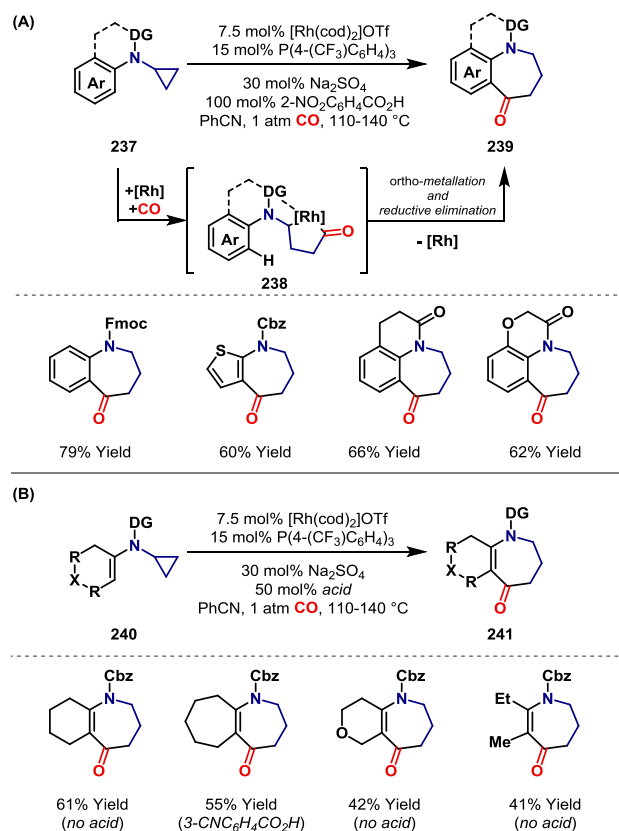 (A)
DG
N
Ar
237
7.5 mol% [Rh(cod)2]OTf
15 mol% P(4-(CF3)C6H4)3
30 mol% Na2SO4
100 mol% 2-NO2C6H4CO2H
PhCN, 1 atm CO, 110-140 °C
DG
N
Ar
O
239
+[Rh]
+CO
DG
N
[Rh]
O
Ar
H
238
ortho-metallation
and
reductive elimination
- [Rh]
Fmoc
N
O
79% Yield
Cbz
S
N
O
60% Yield
O
N
O
66% Yield
O
O
N
O
62% Yield
(B)
DG
N
R
X
R
240
7.5 mol% [Rh(cod)2]OTf
15 mol% P(4-(CF3)C6H4)3
30 mol% Na2SO4
50 mol% acid
PhCN, 1 atm CO, 110-140 °C
DG
N
R
X
R
O
241
Cbz
N
O
61% Yield
(no acid)
Cbz
N
O
55% Yield
(3-CNC6H4CO2H)
Cbz
N
O
O
42% Yield
(no acid)
Cbz
Et
N
Me
O
41% Yield
(no acid)